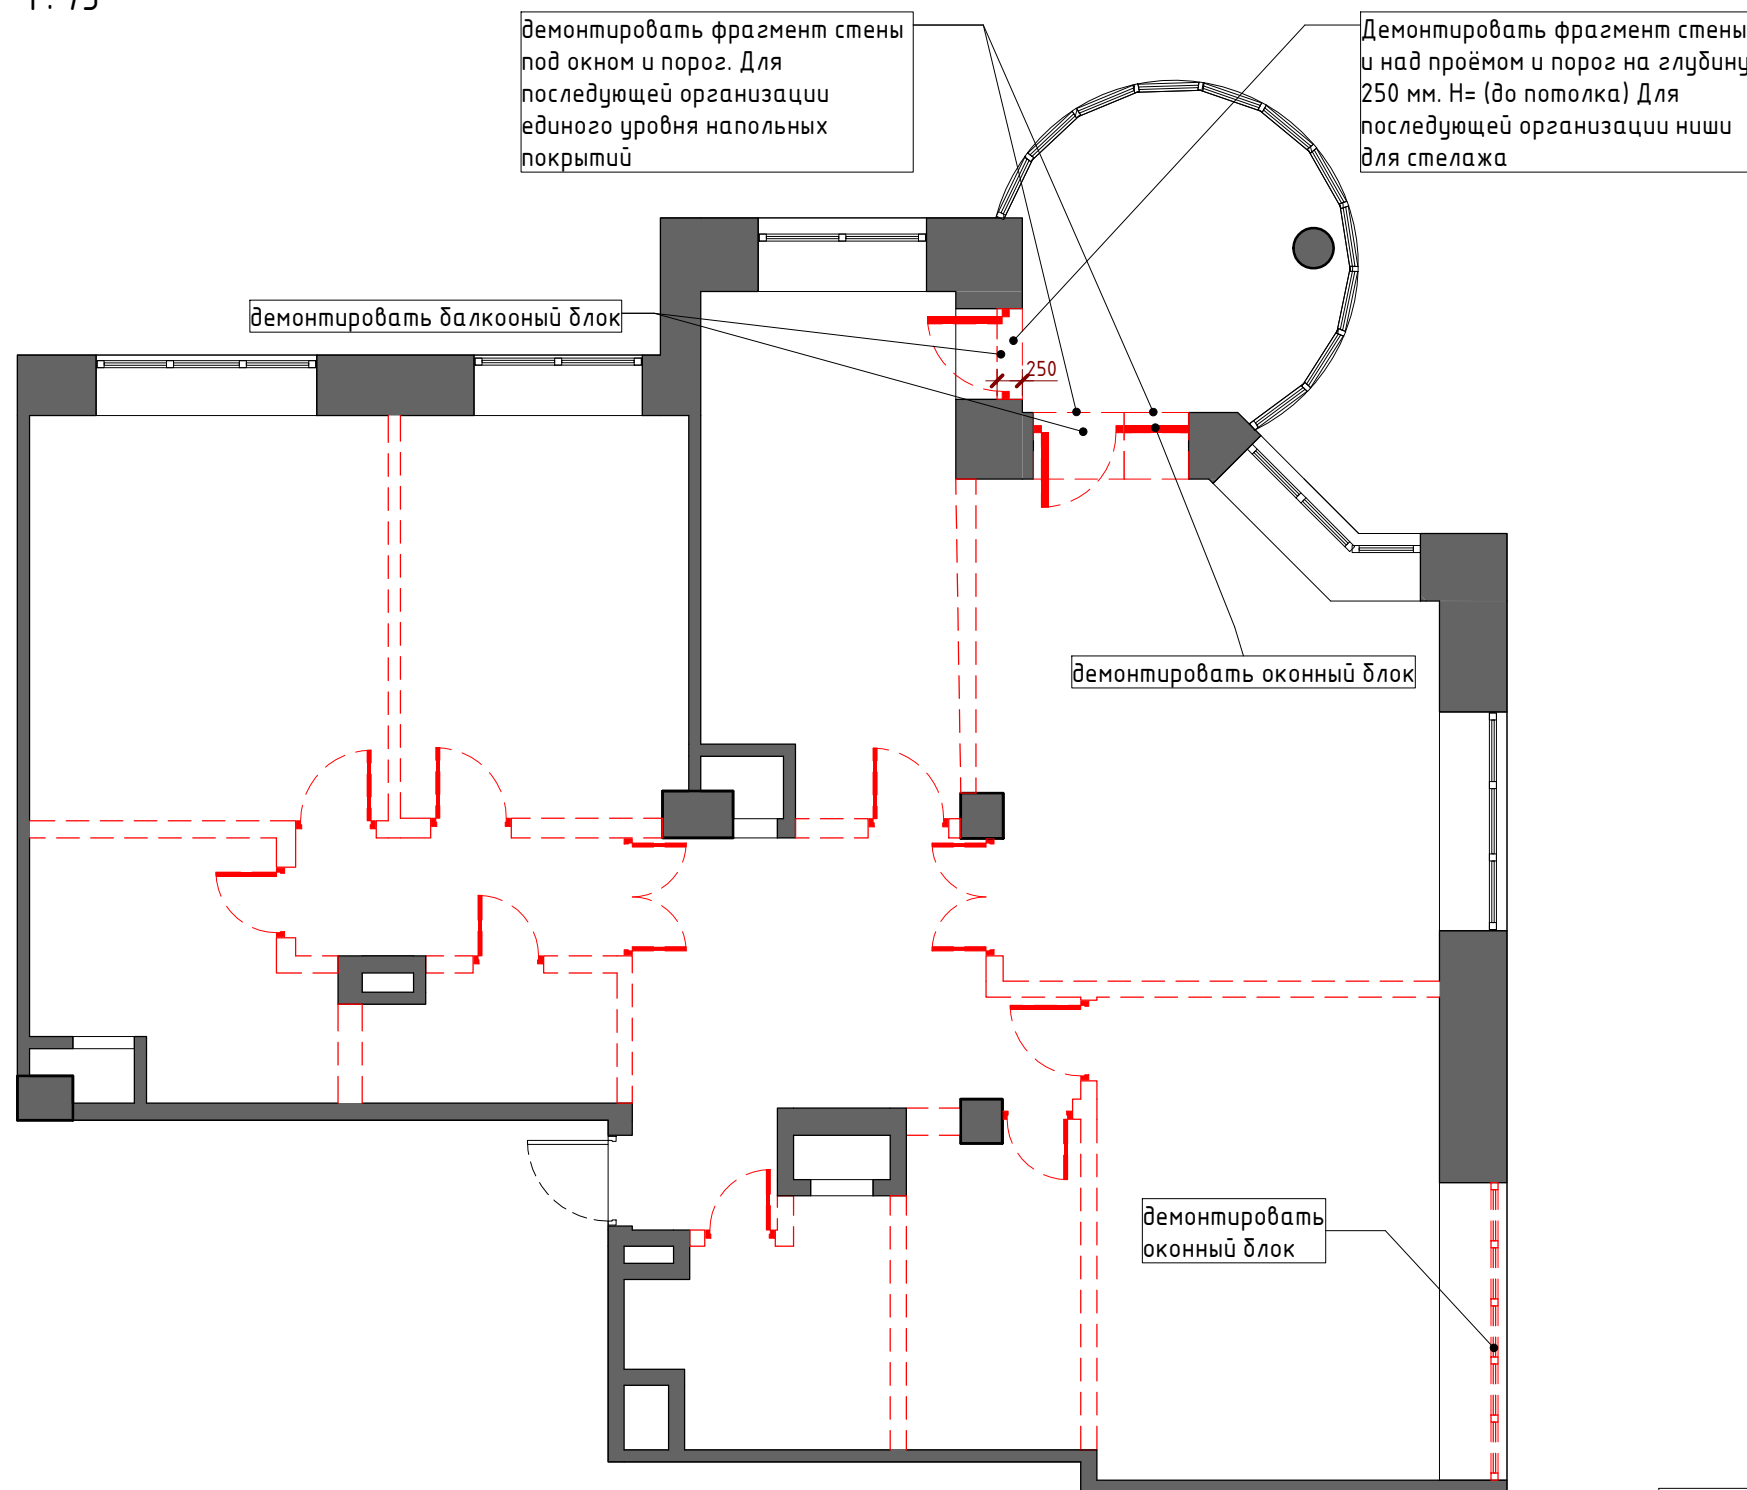 демонтировать фрагмент стены
под окном и порог. Для
последующей организации
единого уровня напольных
покрытий
Демонтировать фрагмент стены
и над проёмом и порог на глубину
250 мм. Н= (до потолка) Для
последующей организации ниши
для стелажа
демонтировать балкооный блок
250
демонтировать оконный блок
демонтировать
оконный блок